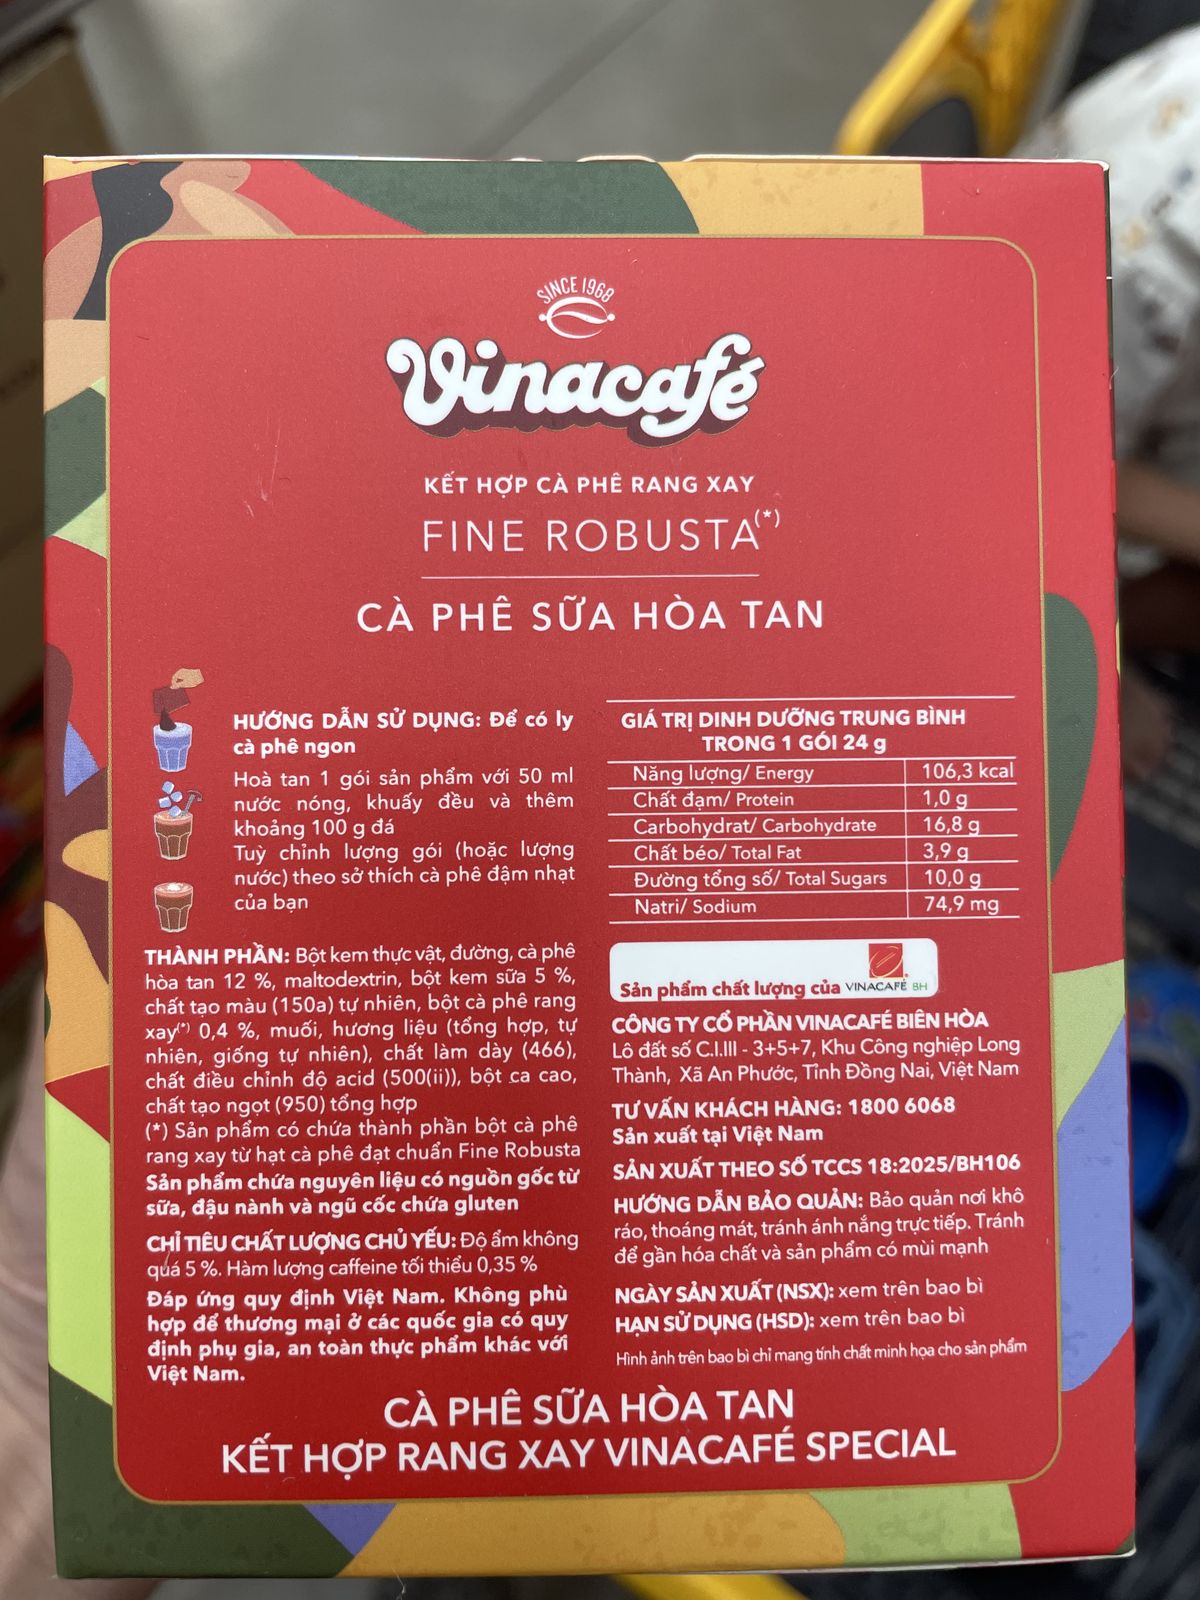 SINCE 1968
Vinacafé
KẾT HỢP CÀ PHÊ RANG XAY
FINE ROBUSTA(*)
CÀ PHÊ SỮA HÒA TAN
HƯỚNG DẪN SỬ DỤNG: Để có ly
cà phê ngon
Hoà tan 1 gói sản phẩm với 50 ml
nước nóng, khuấy đều và thêm
khoảng 100 g đá
Tuỳ chỉnh lượng gói (hoặc lượng
nước) theo sở thích cà phê đậm nhạt
của bạn
THÀNH PHẦN: Bột kem thực vật, đường, cà phê
hòa tan 12 %, maltodextrin, bột kem sữa 5 %,
chất tạo màu (150a) tự nhiên, bột cà phê rang
xay(*) 0,4 %, muối, hương liệu (tổng hợp, tự
nhiên, giống tự nhiên), chất làm dày (466),
chất điều chỉnh độ acid (500(ii)), bột ca cao,
chất tạo ngọt (950) tổng hợp
(*) Sản phẩm có chứa thành phần bột cà phê
rang xay từ hạt cà phê đạt chuẩn Fine Robusta
Sản phẩm chứa nguyên liệu có nguồn gốc từ
sữa, đậu nành và ngũ cốc chứa gluten
CHỈ TIÊU CHẤT LƯỢNG CHỦ YẾU: Độ ẩm không
quá 5 %. Hàm lượng caffeine tối thiểu 0,35 %
Đáp ứng quy định Việt Nam. Không phù
hợp để thương mại ở các quốc gia có quy
định phụ gia, an toàn thực phẩm khác với
Việt Nam.
GIÁ TRỊ DINH DƯỠNG TRUNG BÌNH
TRONG 1 GÓI 24 g
Năng lượng/ Energy 106,3 kcal
Chất đạm/ Protein 1,0 g
Carbohydrat/ Carbohydrate 16,8 g
Chất béo/ Total Fat 3,9 g
Đường tổng số/ Total Sugars 10,0 g
Natri/ Sodium 74,9 mg
Sản phẩm chất lượng của VINACAFÉ BH
CÔNG TY CỔ PHẦN VINACAFÉ BIÊN HÒA
Lô đất số C.I.III - 3+5+7, Khu Công nghiệp Long
Thành, Xã An Phước, Tỉnh Đồng Nai, Việt Nam
TƯ VẤN KHÁCH HÀNG: 1800 6068
Sản xuất tại Việt Nam
SẢN XUẤT THEO SỐ TCCS 18:2025/BH106
HƯỚNG DẪN BẢO QUẢN: Bảo quản nơi khô
ráo, thoáng mát, tránh ánh nắng trực tiếp. Tránh
để gần hóa chất và sản phẩm có mùi mạnh
NGÀY SẢN XUẤT (NSX): xem trên bao bì
HẠN SỬ DỤNG (HSD): xem trên bao bì
Hình ảnh trên bao bì chỉ mang tính chất minh họa cho sản phẩm
CÀ PHÊ SỮA HÒA TAN
KẾT HỢP RANG XAY VINACAFÉ SPECIAL